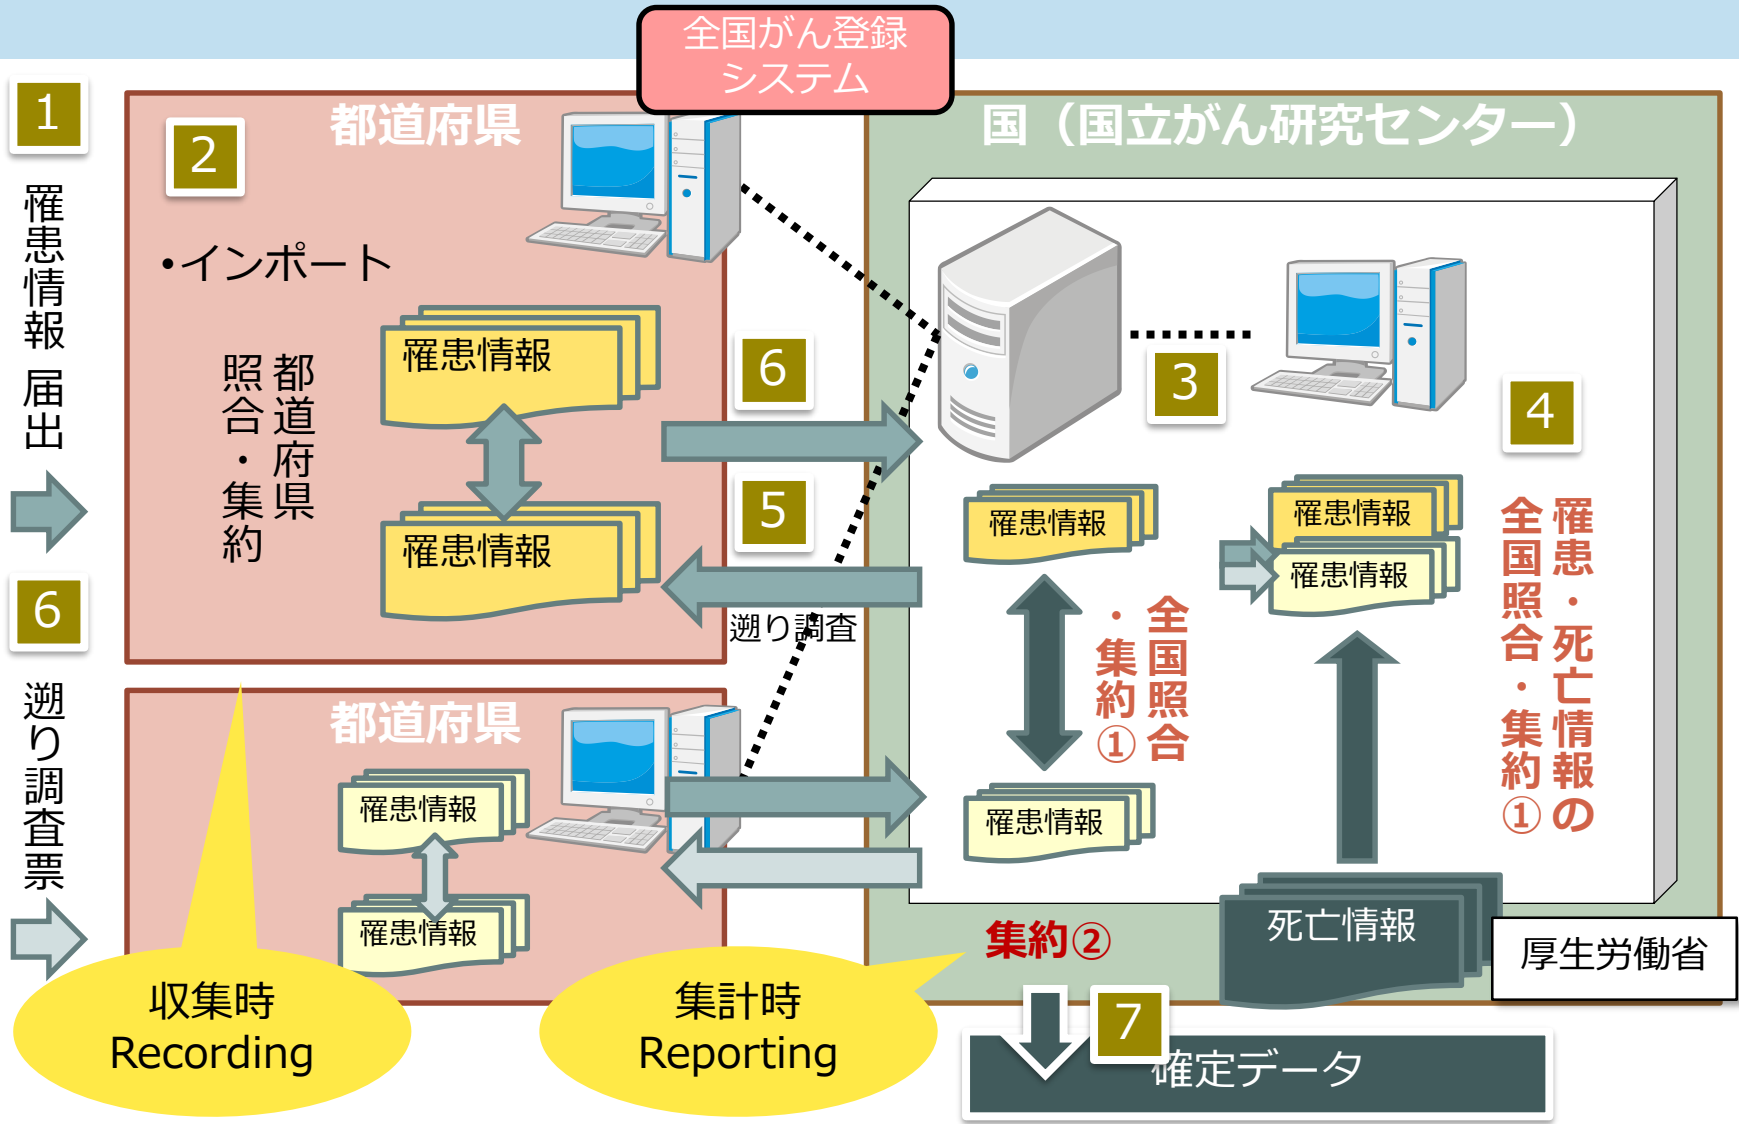 全国がん登録
システム
1
罹患情報 届出
6
遡り調査票
都道府県
2
•インポート
都道府県
照合・集約
罹患情報
罹患情報
6
5
遡り調査
都道府県
罹患情報
罹患情報
収集時
Recording
集計時
Reporting
国（国立がん研究センター）
3
4
罹患情報
全国照合
・集約①
罹患情報
罹患情報
罹患情報
罹患・死亡情報の
全国照合・集約①
死亡情報
厚生労働省
集約②
7
確定データ